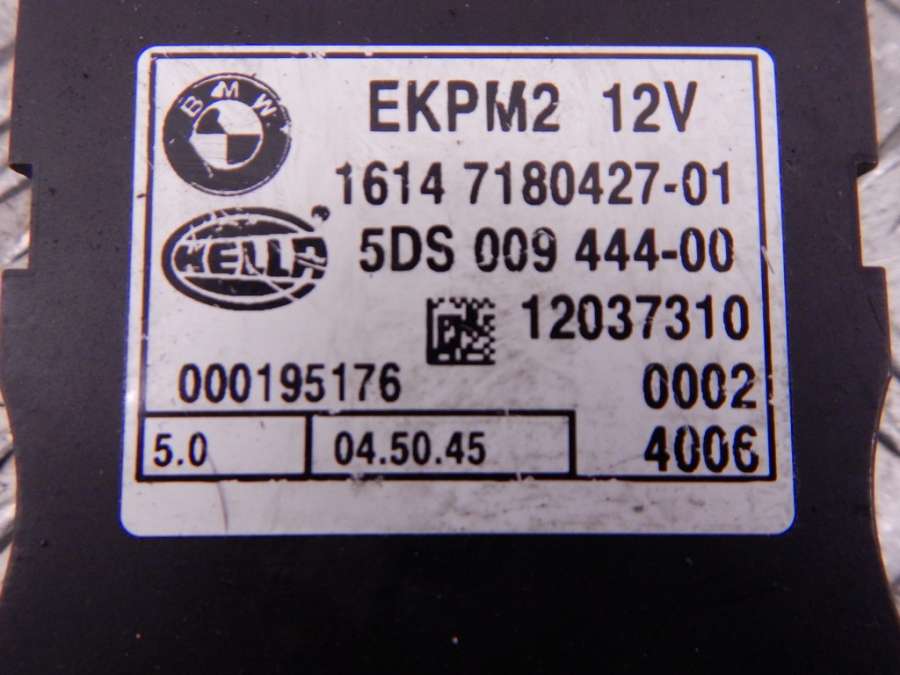 BMW
EKPM2 12V
1614 7180427-01
HELLA
5DS 009 444-00
12037310
000195176
0002
5.0
04.50.45
4006